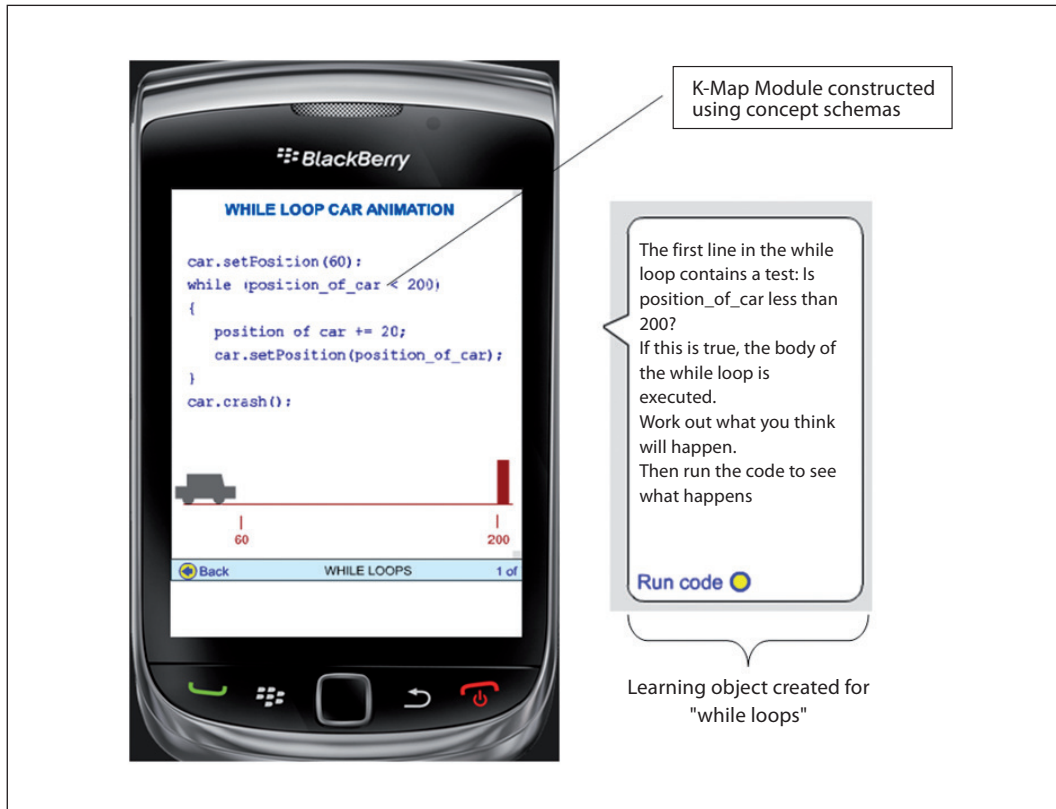 K-Map Module constructed
using concept schemas
BlackBerry
WHILE LOOP CAR ANIMATION
car.setPosition(60);
while (position_of_car < 200)
{
position of car += 20;
car.setPosition(position_of_car);
}
car.crash();
60
200
Back
WHILE LOOPS
1 of
The first line in the while
loop contains a test: Is
position_of_car less than
200?
If this is true, the body of
the while loop is
executed.
Work out what you think
will happen.
Then run the code to see
what happens
Run code
Learning object created for
"while loops"